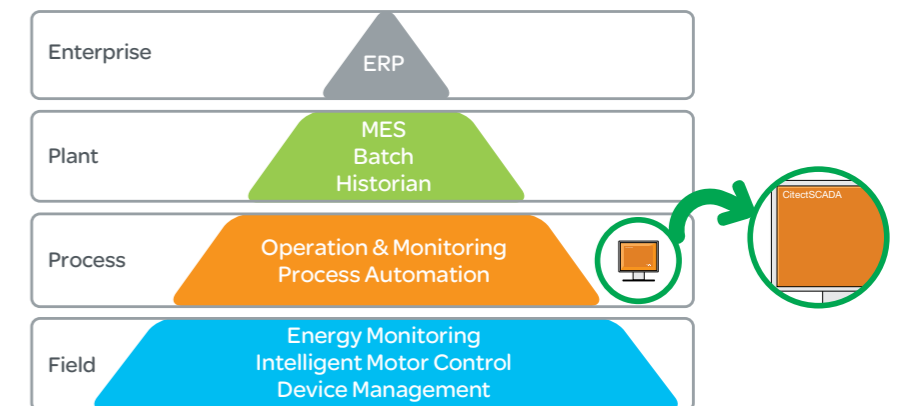 Enterprise
ERP
Plant
MES
Batch
Historian
Process
Operation & Monitoring
Process Automation
CitectSCADA
Field
Energy Monitoring
Intelligent Motor Control
Device Management